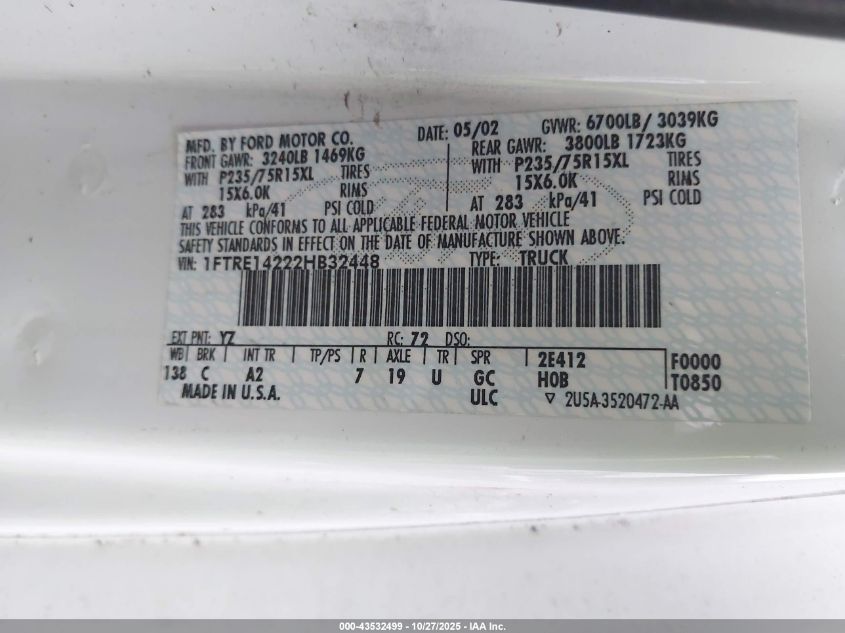 MFD. BY FORD MOTOR CO. DATE: 05/02 GVWR: 6700LB/ 3039KG
FRONT GAWR: 3240LB 1469KG REAR GAWR: 3800LB 1723KG
WITH P235/75R15XL TIRES WITH P235/75R15XL TIRES
15X6.0K RIMS 15X6.0K RIMS
AT 283 kPa/41 PSI COLD AT 283 kPa/41 PSI COLD
THIS VEHICLE CONFORMS TO ALL APPLICABLE FEDERAL MOTOR VEHICLE
SAFETY STANDARDS IN EFFECT ON THE DATE OF MANUFACTURE SHOWN ABOVE.
VIN: 1FTRE14222HB32448 TYPE: TRUCK
EXT PNT: YZ RC: 72 DSO:
WB BRK INT TR TP/PS R AXLE TR SPR 2E412 F0000
138 C A2 7 19 U GC H0B T0850
MADE IN U.S.A. ULC ▽ 2U5A-3520472-AA
000-43532499 - 10/27/2025 - IAA Inc.